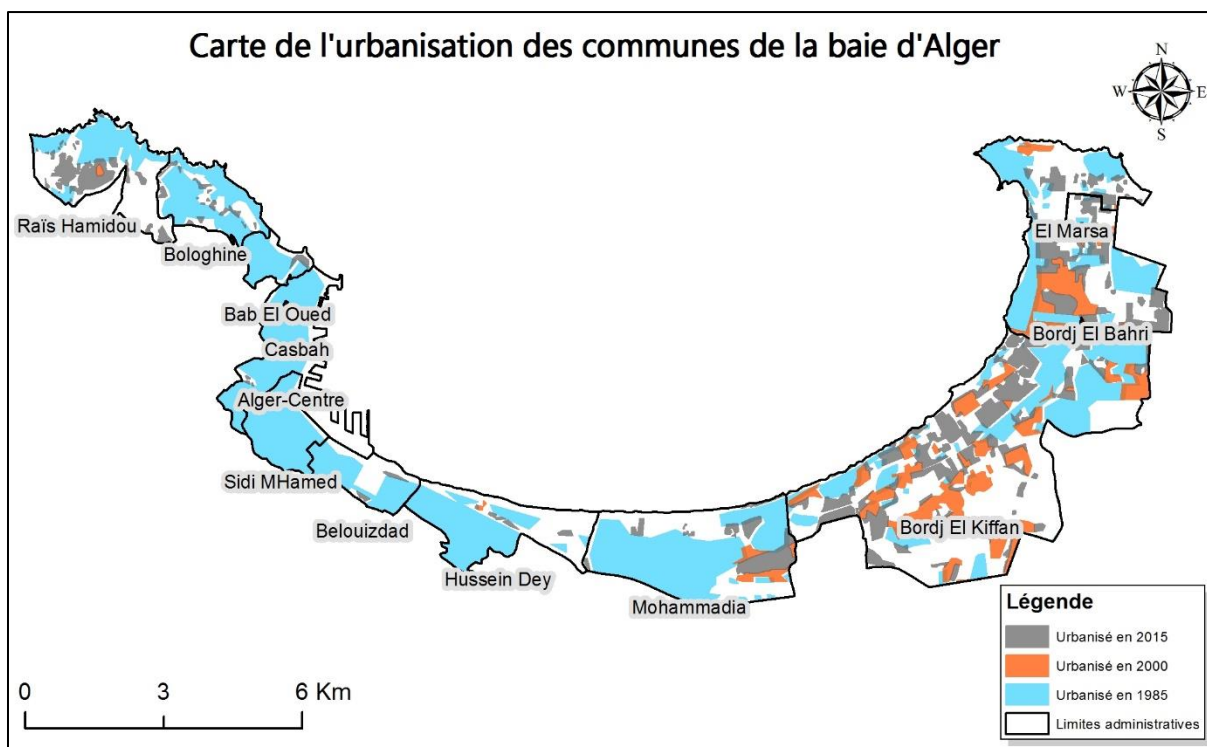 Carte de l'urbanisation des communes de la baie d'Alger
N
W E
S
Raïs Hamidou
Bologhine
Bab El Oued
Casbah
Alger-Centre
Sidi MHamed
Belouizdad
Hussein Dey
Mohammadia
El Marsa
Bordj El Bahri
Bordj El Kiffan
Légende
Urbanisé en 2015
Urbanisé en 2000
Urbanisé en 1985
Limites administratives
0 3 6 Km